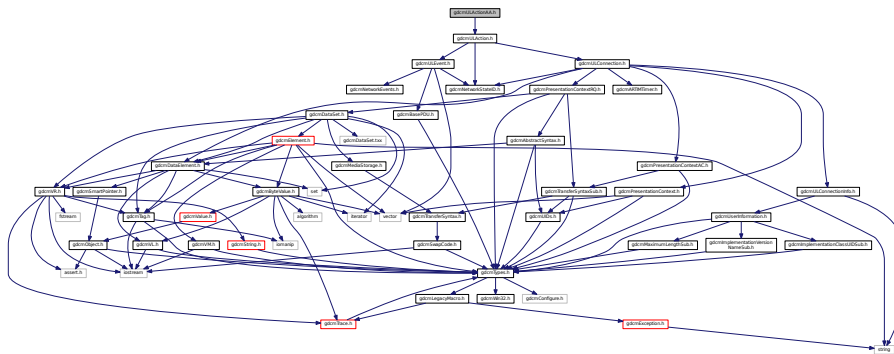 gdcmULActionAA.h
gdcmULAction.h
gdcmULEvent.h
gdcmULConnection.h
gdcmNetworkEvents.h
gdcmNetworkStateID.h
gdcmPresentationContextRQ.h
gdcmARTIMTimer.h
gdcmDataSet.h
gdcmBasePDU.h
gdcmElement.h
gdcmDataSet.txx
gdcmAbstractSyntax.h
gdcmDataElement.h
gdcmMediaStorage.h
gdcmPresentationContextAC.h
gdcmVR.h
gdcmSmartPointer.h
gdcmByteValue.h
set
gdcmTransferSyntaxSub.h
gdcmPresentationContext.h
gdcmULConnectionInfo.h
fstream
gdcmTag.h
gdcmValue.h
algorithm
iterator
vector
gdcmTransferSyntax.h
gdcmUIDs.h
gdcmUserInformation.h
gdcmObject.h
gdcmVL.h
gdcmVM.h
gdcmString.h
iomanip
gdcmSwapCode.h
gdcmMaximumLengthSub.h
gdcmImplementationVersion
NameSub.h
gdcmImplementationClassUIDSub.h
assert.h
iostream
gdcmTypes.h
gdcmLegacyMacro.h
gdcmWin32.h
gdcmConfigure.h
gdcmTrace.h
gdcmException.h
string